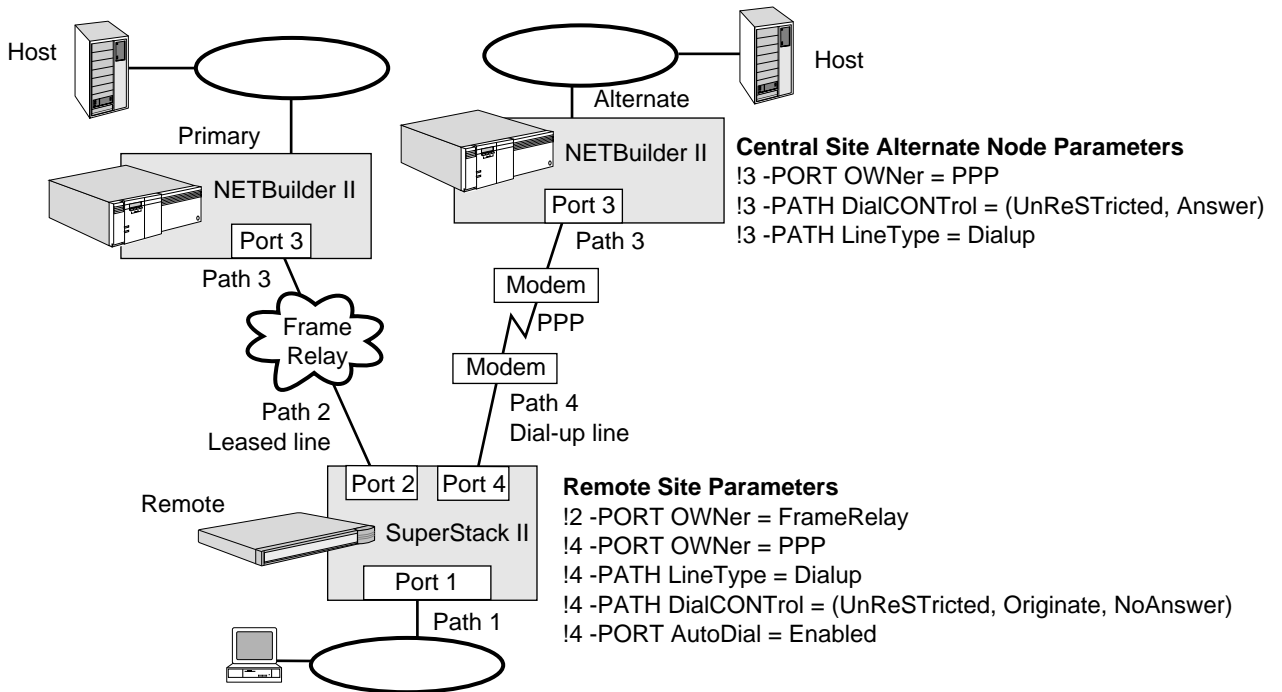 Host
Host
Alternate
Primary
NETBuilder II
NETBuilder II
Central Site Alternate Node Parameters
!3 -PORT OWNer = PPP
!3 -PATH DialCONTrol = (UnReSTricted, Answer)
!3 -PATH LineType = Dialup
Port 3
Port 3
Path 3
Path 3
Modem
PPP
Frame
Relay
Modem
Path 2
Leased line
Path 4
Dial-up line
Port 2
Port 4
Remote
SuperStack II
Port 1
Path 1
Remote Site Parameters
!2 -PORT OWNer = FrameRelay
!4 -PORT OWNer = PPP
!4 -PATH LineType = Dialup
!4 -PATH DialCONTrol = (UnReSTricted, Originate, NoAnswer)
!4 -PORT AutoDial = Enabled